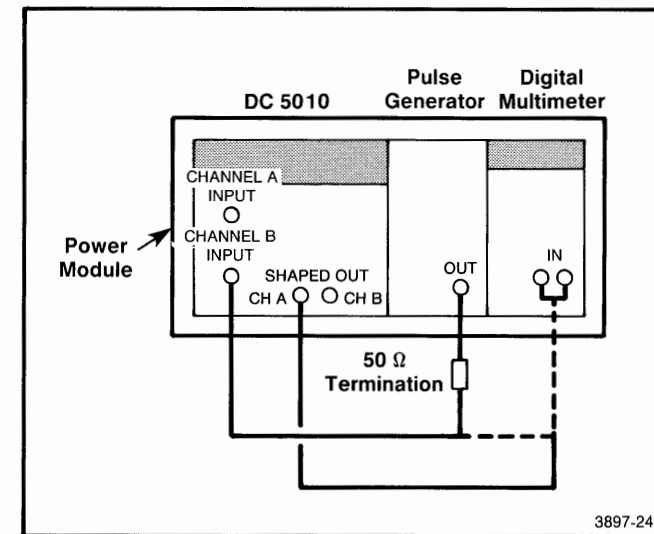 DC 5010
Pulse
Generator
Digital
Multimeter
CHANNEL A
INPUT
CHANNEL B
INPUT
SHAPED OUT
CH A
CH B
OUT
IN
Power
Module
50 Ω
Termination
3897-24